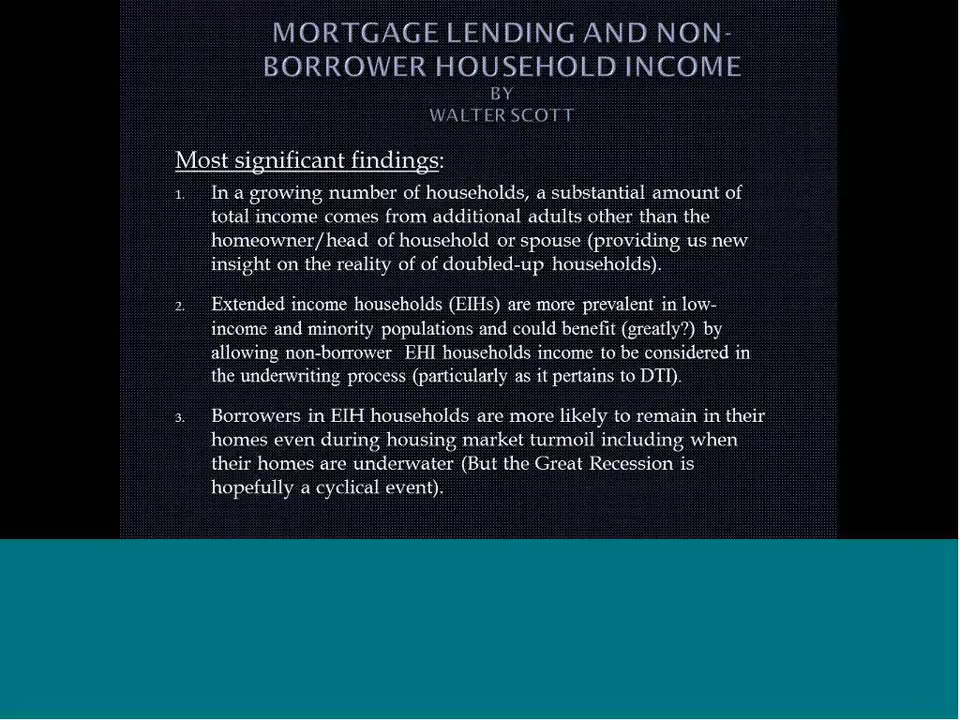 MORTGAGE LENDING AND NON-
BORROWER HOUSEHOLD INCOME
BY
WALTER SCOTT
Most significant findings:
1. In a growing number of households, a substantial amount of
total income comes from additional adults other than the
homeowner/head of household or spouse (providing us new
insight on the reality of of doubled-up households).
2. Extended income households (EIHs) are more prevalent in low-
income and minority populations and could benefit (greatly?) by
allowing non-borrower EHI households income to be considered in
the underwriting process (particularly as it pertains to DTI).
3. Borrowers in EIH households are more likely to remain in their
homes even during housing market turmoil including when
their homes are underwater (But the Great Recession is
hopefully a cyclical event).